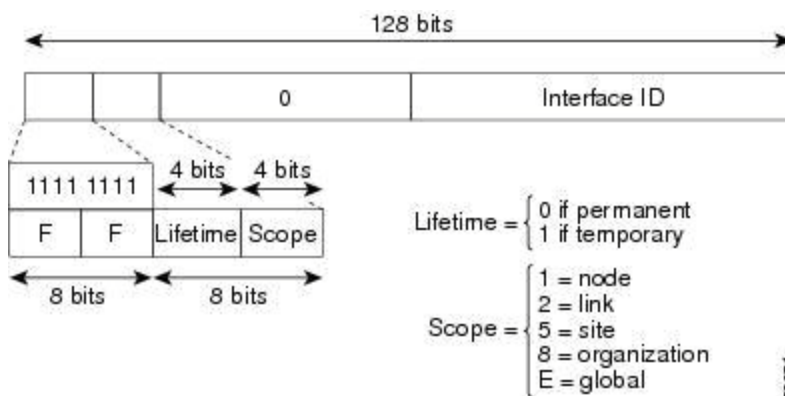 128 bits
0 Interface ID
4 bits 4 bits
1111 1111
F F Lifetime Scope
8 bits 8 bits
Lifetime = { 0 if permanent
1 if temporary
Scope = { 1 = node
2 = link
5 = site
8 = organization
E = global